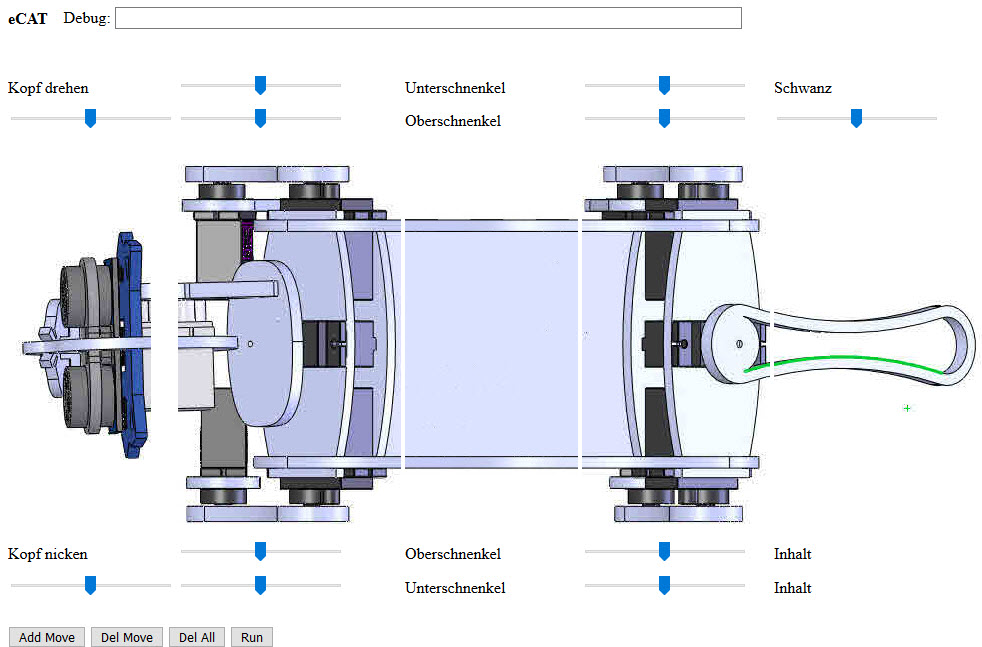 eCAT Debug:
Kopf drehen Unterschnenkel Schwanz
Oberschnenkel
Kopf nicken Oberschnenkel Inhalt
Unterschnenkel Inhalt
Add Move Del Move Del All Run